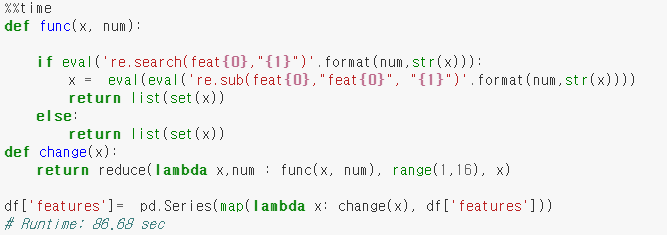 %%time
def func(x, num):
    if eval('re.search(feat{0},"{1}")'.format(num,str(x))):
        x =  eval(eval('re.sub(feat{0},"feat{0}", "{1}")'.format(num,str(x))))
        return list(set(x))
    else:
        return list(set(x))
def change(x):
    return reduce(lambda x,num : func(x, num), range(1,16), x)
df['features']=  pd.Series(map(lambda x: change(x), df['features']))
# Runtime: 86.68 sec